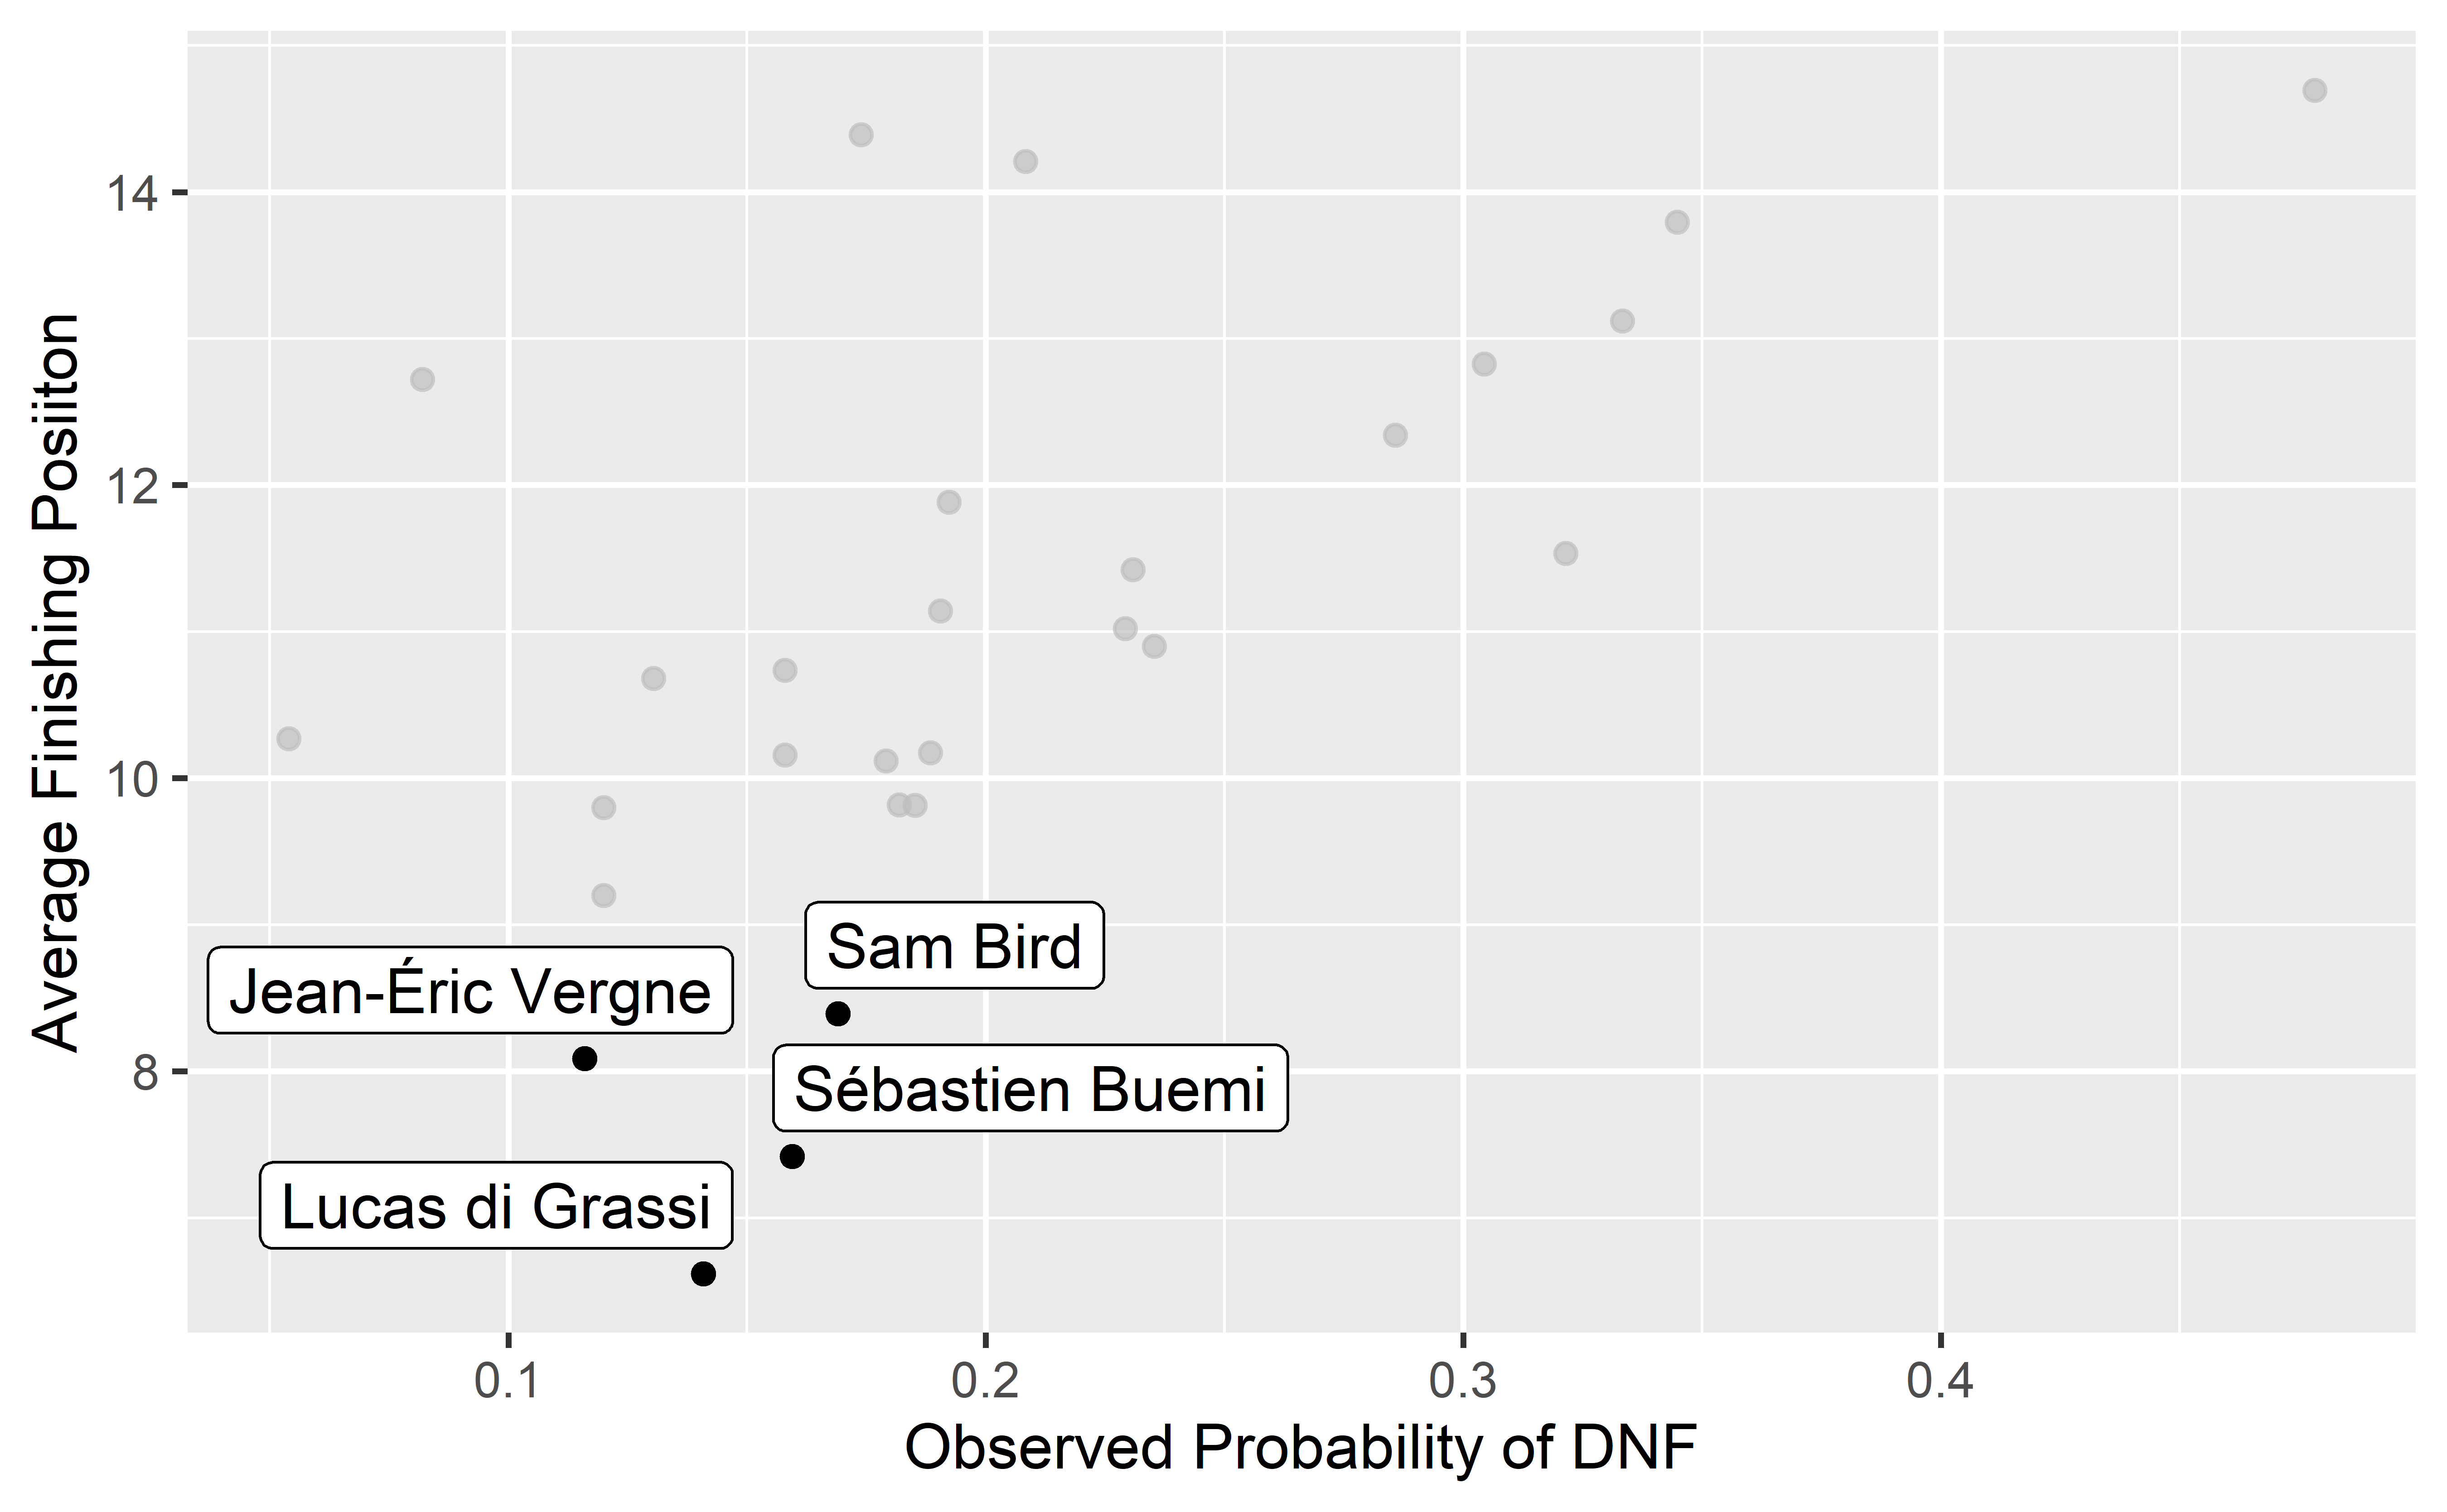 Average Finishing Posiiton
14
12
10
8
Sam Bird
Jean-Éric Vergne
Sébastien Buemi
Lucas di Grassi
0.1 0.2 0.3 0.4
Observed Probability of DNF